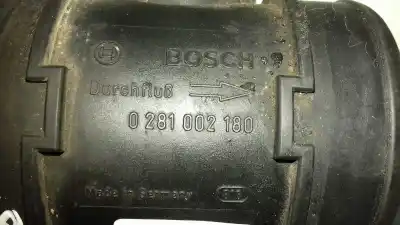 BOSCH
Durchfluß
0 281 002 180
Made in Germany